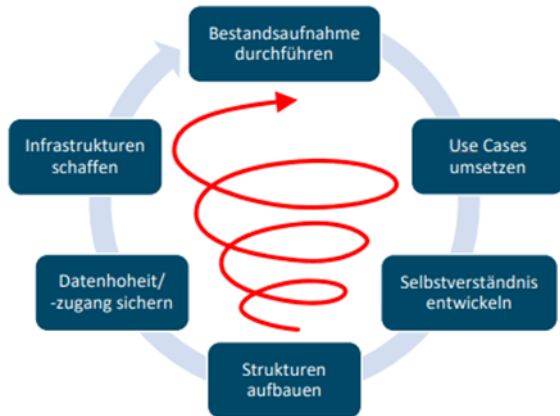 Bestandsaufnahme
durchführen
Use Cases
umsetzen
Selbstverständnis
entwickeln
Strukturen
aufbauen
Datenhoheit/
-zugang sichern
Infrastrukturen
schaffen